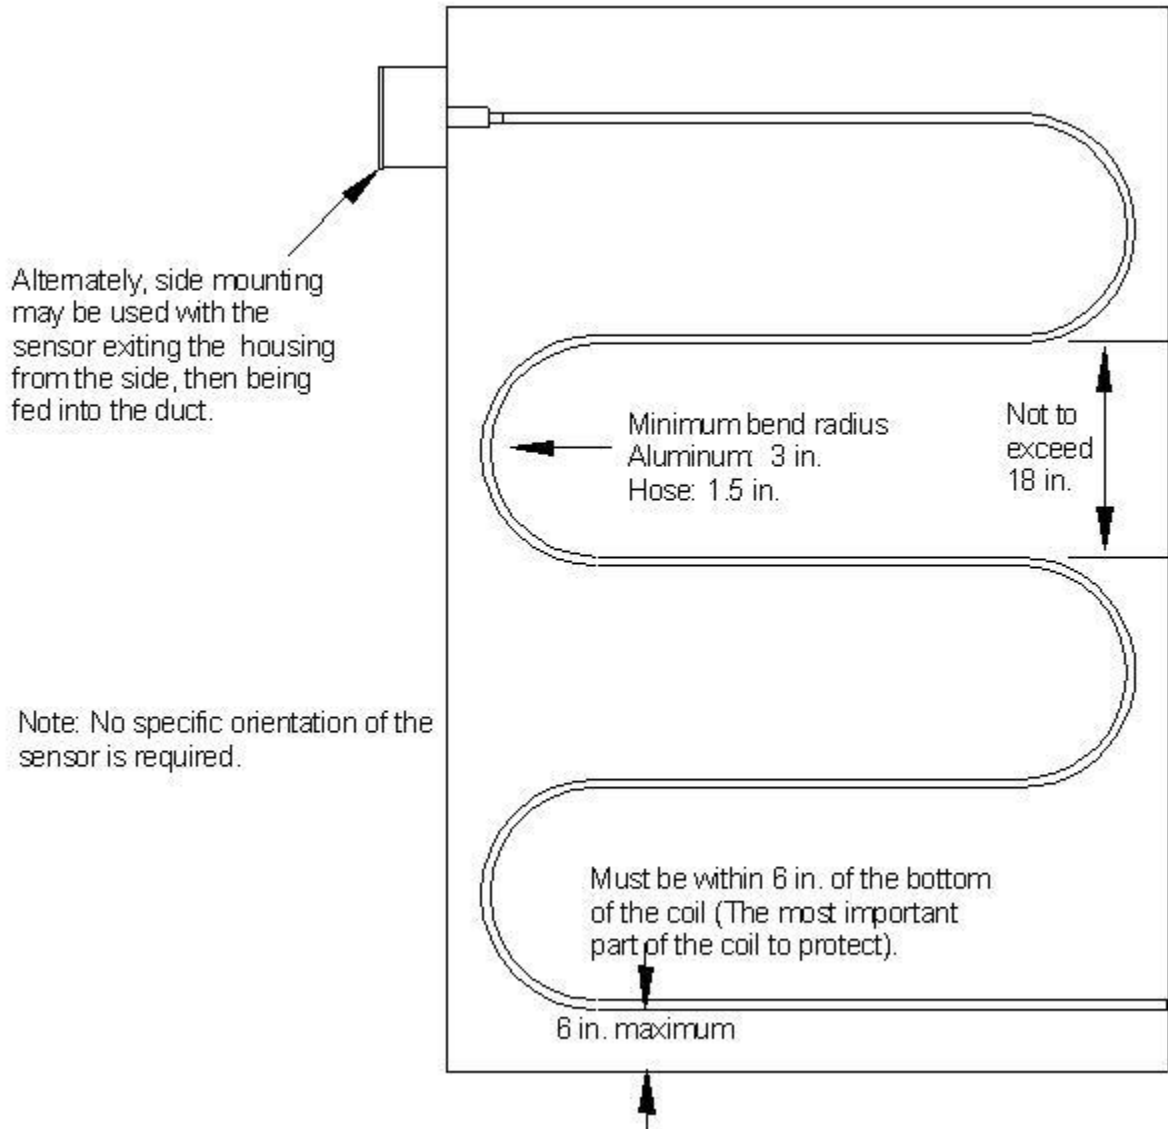 Alternately, side mounting
may be used with the
sensor exiting the housing
from the side, then being
fed into the duct.
Minimum bend radius
Aluminum: 3 in.
Hose: 1.5 in.
Not to
exceed
18 in.
Note: No specific orientation of the
sensor is required.
Must be within 6 in. of the bottom
of the coil (The most important
part of the coil to protect).
6 in. maximum